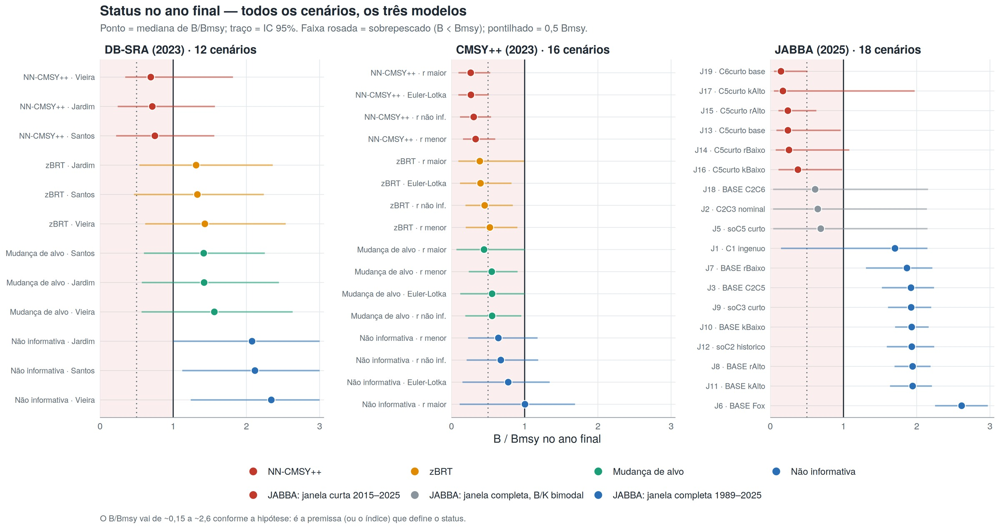 Status no ano final — todos os cenários, os três modelos
Ponto = mediana de B/Bmsy; traço = IC 95%. Faixa rosada = sobrepescado (B < Bmsy); pontilhado = 0,5 Bmsy.
DB-SRA (2023) · 12 cenários
NN-CMSY++ · Vieira
NN-CMSY++ · Jardim
NN-CMSY++ · Santos
zBRT · Jardim
zBRT · Santos
zBRT · Vieira
Mudança de alvo · Santos
Mudança de alvo · Jardim
Mudança de alvo · Vieira
Não informativa · Jardim
Não informativa · Santos
Não informativa · Vieira
0 1 2 3
CMSY++ (2023) · 16 cenários
NN-CMSY++ · r maior
NN-CMSY++ · Euler-Lotka
NN-CMSY++ · r não inf.
NN-CMSY++ · r menor
zBRT · r maior
zBRT · Euler-Lotka
zBRT · r não inf.
zBRT · r menor
Mudança de alvo · r maior
Mudança de alvo · r menor
Mudança de alvo · Euler-Lotka
Mudança de alvo · r não inf.
Não informativa · r menor
Não informativa · r não inf.
Não informativa · Euler-Lotka
Não informativa · r maior
0 1 2 3
JABBA (2025) · 18 cenários
J19 · C6curto base
J17 · C5curto kAlto
J15 · C5curto rAlto
J13 · C5curto base
J14 · C5curto rBaixo
J16 · C5curto kBaixo
J18 · BASE C2C6
J2 · C2C3 nominal
J5 · soC5 curto
J1 · C1 ingenuo
J7 · BASE rBaixo
J3 · BASE C2C5
J9 · soC3 curto
J10 · BASE kBaixo
J12 · soC2 historico
J8 · BASE rAlto
J11 · BASE kAlto
J6 · BASE Fox
0 1 2 3
B / Bmsy no ano final
NN-CMSY++ zBRT Mudança de alvo Não informativa
JABBA: janela curta 2015–2025 JABBA: janela completa, B/K bimodal JABBA: janela completa 1989–2025
O B/Bmsy vai de ~0,15 a ~2,6 conforme a hipótese: é a premissa (ou o índice) que define o status.